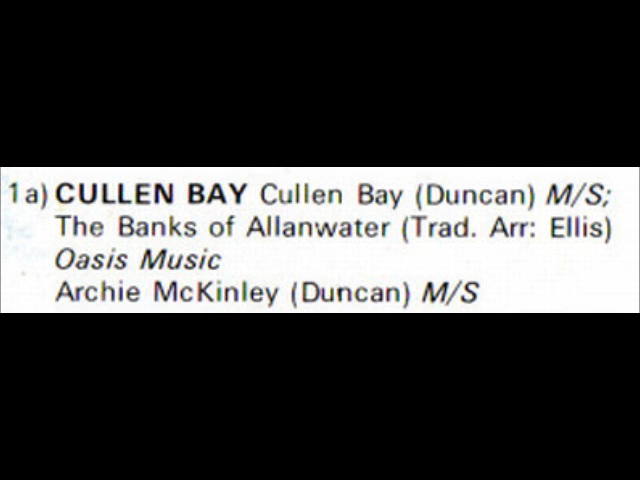 1a) CULLEN BAY Cullen Bay (Duncan) M/S;
The Banks of Allanwater (Trad. Arr: Ellis)
Oasis Music
Archie McKinley (Duncan) M/S